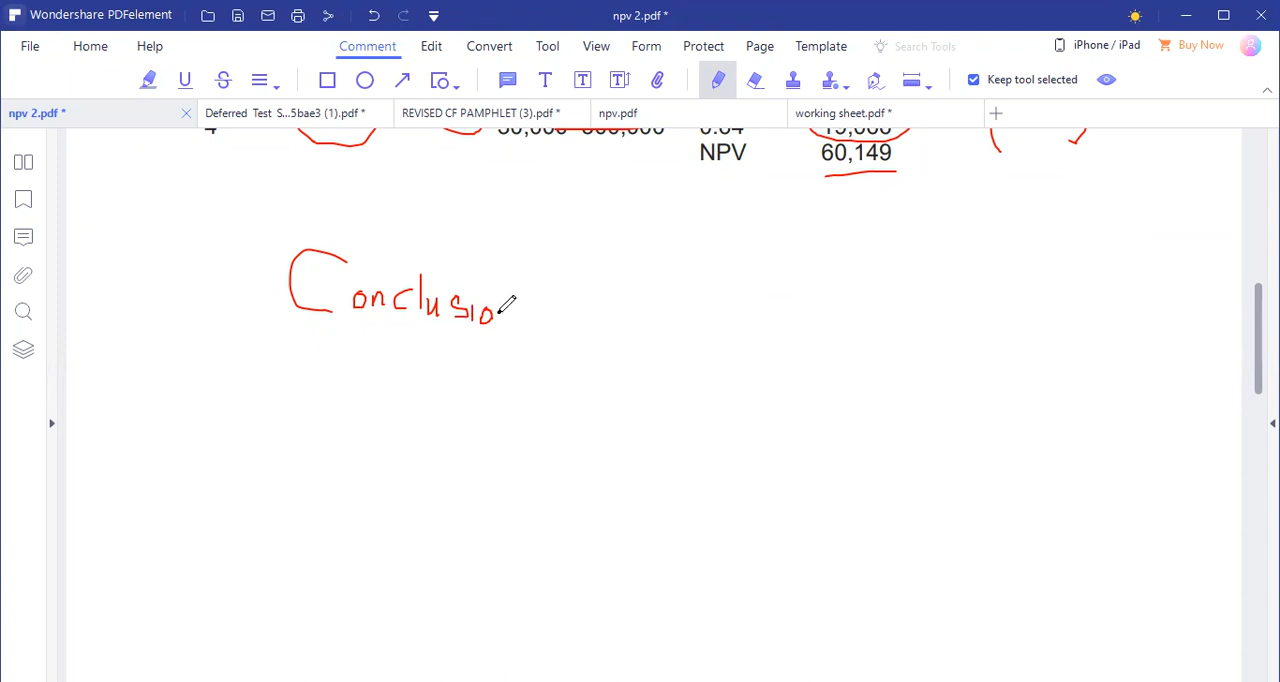 Wondershare PDFelement
npv 2.pdf *
File Home Help Comment Edit Convert Tool View Form Protect Page Template Search Tools iPhone / iPad Buy Now
Keep tool selected
npv 2.pdf * Deferred Test S...5bae3 (1).pdf * REVISED CF PAMPHLET (3).pdf * npv.pdf working sheet.pdf *
NPV 60,149
Conclusio